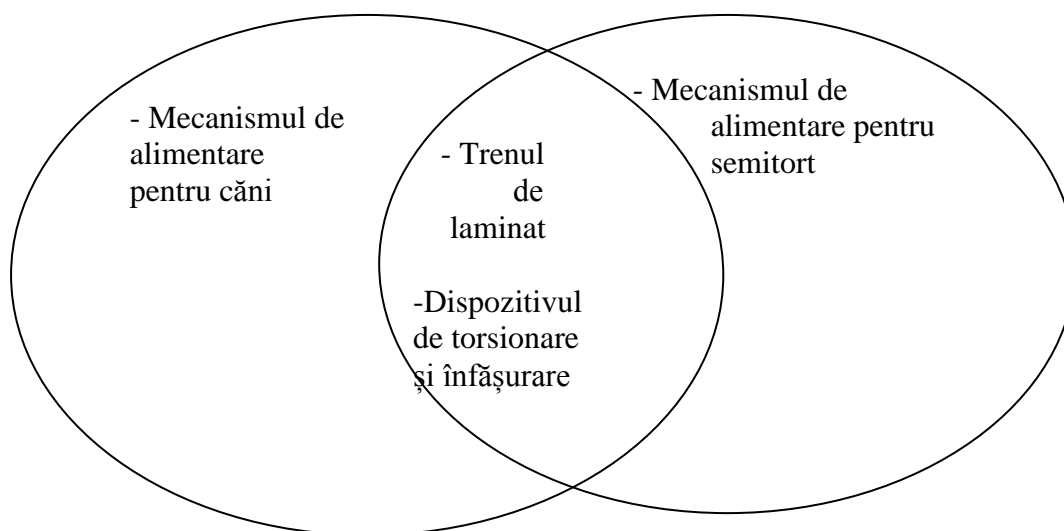 - Mecanismul de
alimentare
pentru căni
- Trenul
de
laminat
-Dispozitivul
de torsionare
și înfășurare
- Mecanismul de
alimentare pentru
semitort